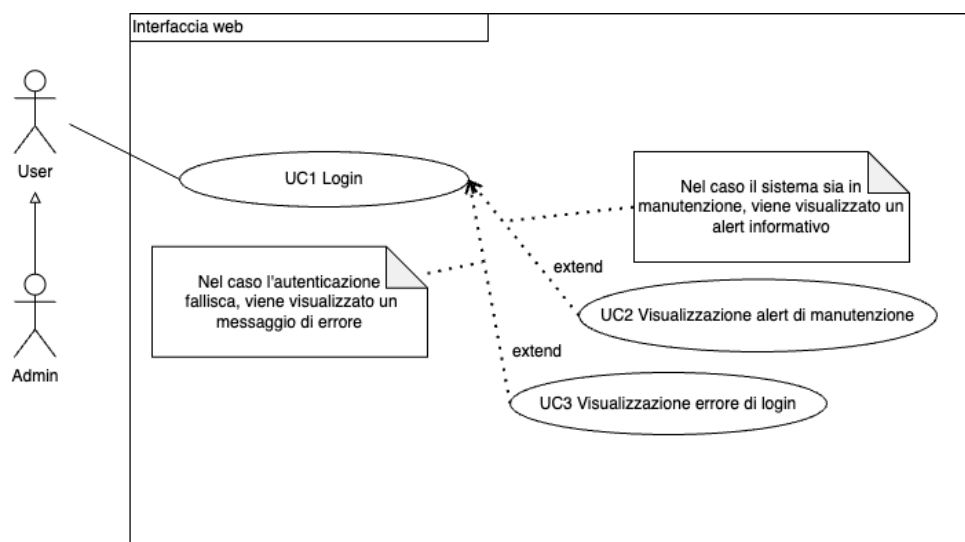 Interfaccia web
User
Admin
UC1 Login
Nel caso il sistema sia in
manutenzione, viene visualizzato un
alert informativo
Nel caso l'autenticazione
fallisca, viene visualizzato un
messaggio di errore
extend
UC2 Visualizzazione alert di manutenzione
extend
UC3 Visualizzazione errore di login